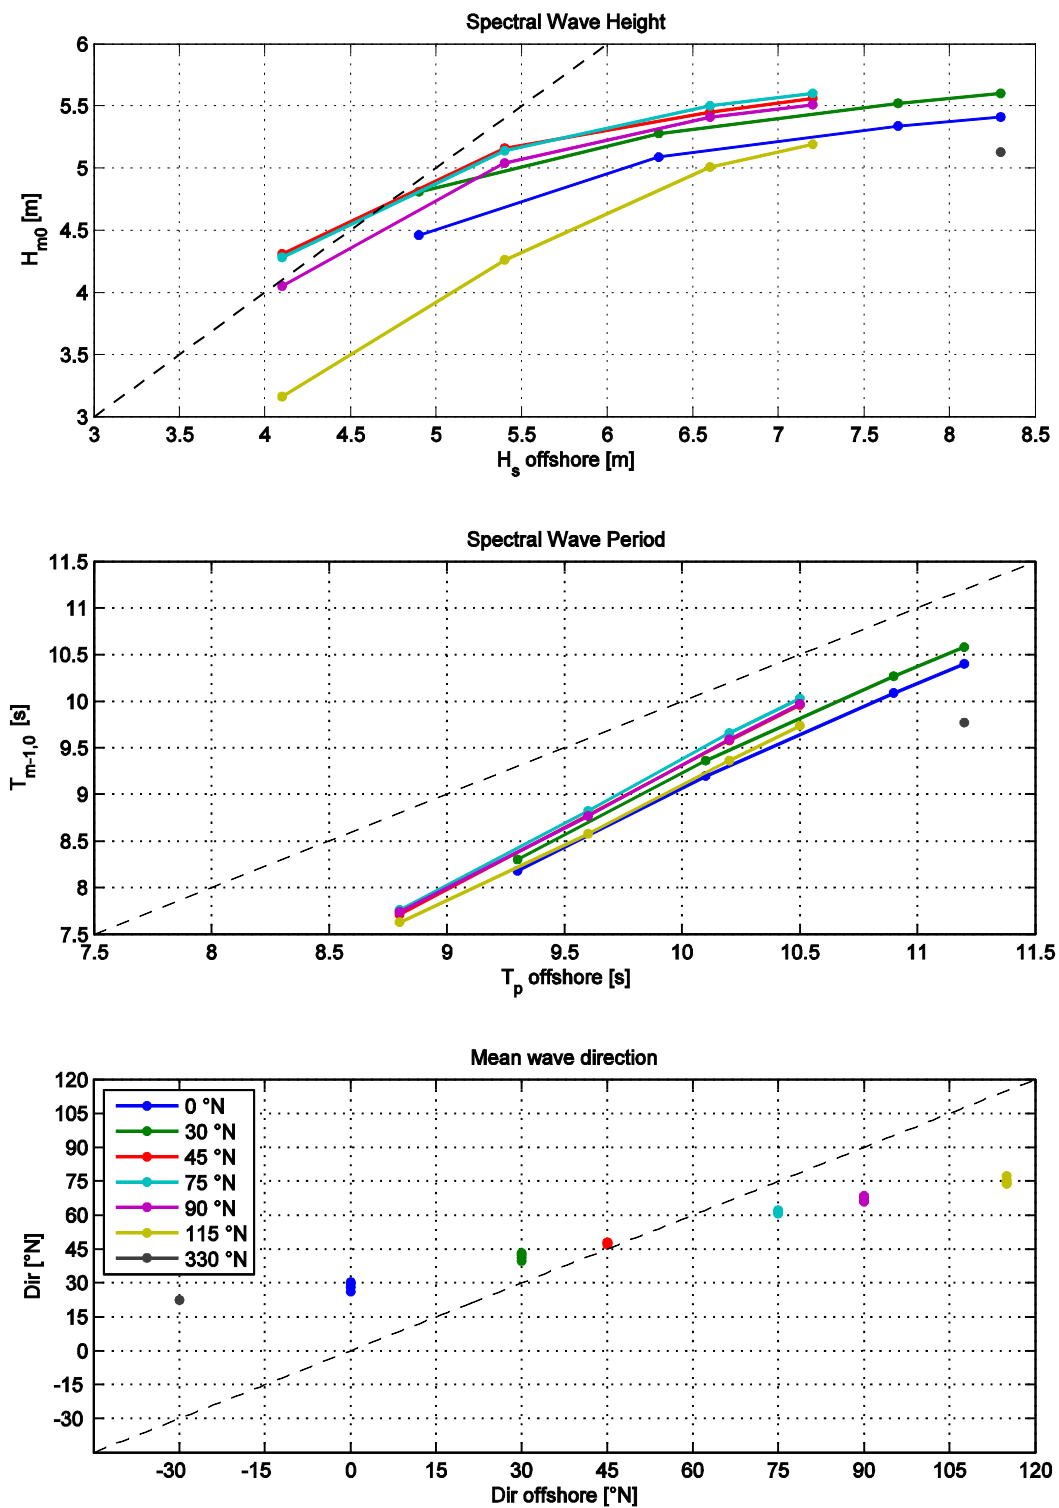 Spectral Wave Height
6
5.5
5
4.5
4
3.5
3
H_m0 [m]
3 3.5 4 4.5 5 5.5 6 6.5 7 7.5 8 8.5
H_s offshore [m]
Spectral Wave Period
11.5
11
10.5
10
9.5
9
8.5
8
7.5
T_m-1,0 [s]
7.5 8 8.5 9 9.5 10 10.5 11 11.5
T_p offshore [s]
Mean wave direction
120
105
90
75
60
45
30
15
0
-15
-30
Dir [°N]
0 °N
30 °N
45 °N
75 °N
90 °N
115 °N
330 °N
-30 -15 0 15 30 45 60 75 90 105 120
Dir offshore [°N]